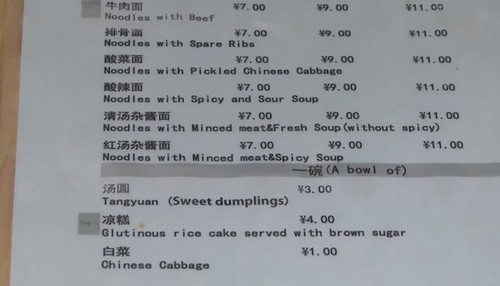 牛肉面 ¥7.00 ¥9.00 ¥11.00
Noodles with Beef
排骨面 ¥7.00 ¥9.00 ¥11.00
Noodles with Spare Ribs
酸菜面 ¥7.00 ¥9.00 ¥11.00
Noodles with Pickled Chinese Cabbage
酸辣面 ¥7.00 ¥9.00 ¥11.00
Noodles with Spicy and Sour Soup
清汤杂酱面 ¥7.00 ¥9.00 ¥11.00
Noodles with Minced meat&Fresh Soup(without spicy)
红汤杂酱面 ¥7.00 ¥9.00 ¥11.00
Noodles with Minced meat&Spicy Soup
一碗(A bowl of)
汤圆 ¥3.00
Tangyuan (Sweet dumplings)
凉糕 ¥4.00
Glutinous rice cake served with brown sugar
白菜 ¥1.00
Chinese Cabbage